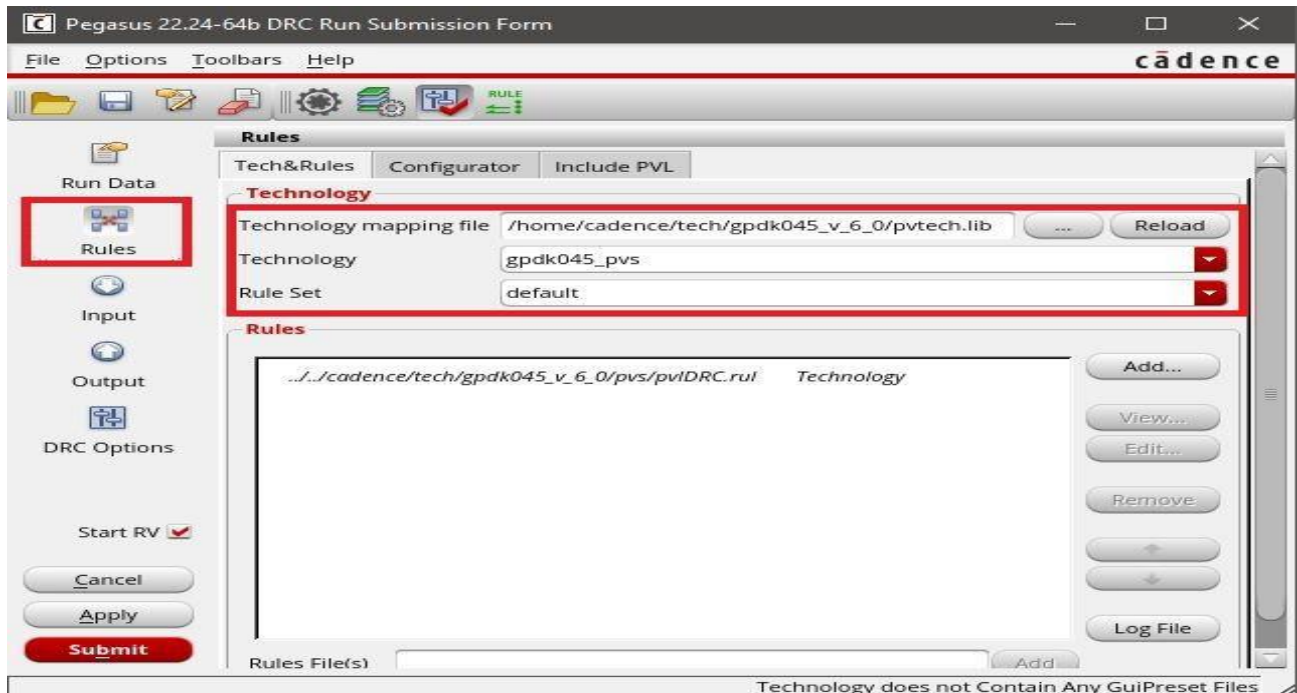 Pegasus 22.24-64b DRC Run Submission Form
File Options Toolbars Help
cādence
RULE
Run Data
Rules
Input
Output
DRC Options
Start RV
Cancel
Apply
Submit
Rules
Tech&Rules Configurator Include PVL
Technology
Technology mapping file /home/cadence/tech/gpdk045_v_6_0/pvtech.lib ... Reload
Technology gpdk045_pvs
Rule Set default
Rules
../../cadence/tech/gpdk045_v_6_0/pvs/pvlDRC.rul Technology
Add...
View...
Edit...
Remove
Log File
Rules File(s) Add
Technology does not Contain Any GuiPreset Files